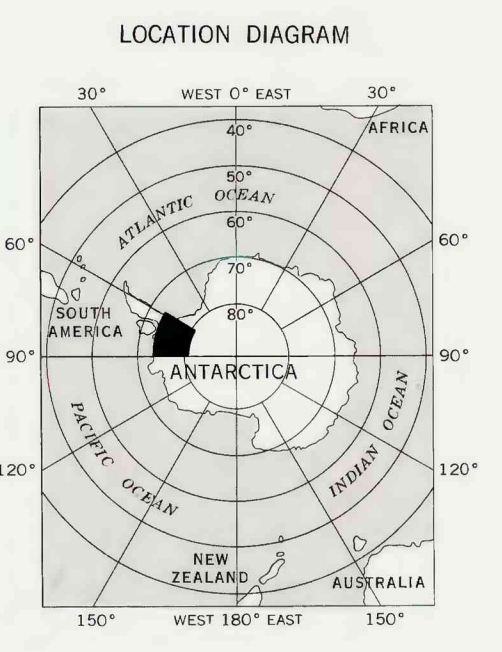 LOCATION DIAGRAM
30° WEST 0° EAST 30°
40°
AFRICA
50°
ATLANTIC OCEAN
60°
60° 60°
70°
80°
SOUTH
AMERICA
90° 90°
ANTARCTICA
PACIFIC OCEAN
INDIAN OCEAN
120° 120°
NEW
ZEALAND
AUSTRALIA
150° WEST 180° EAST 150°